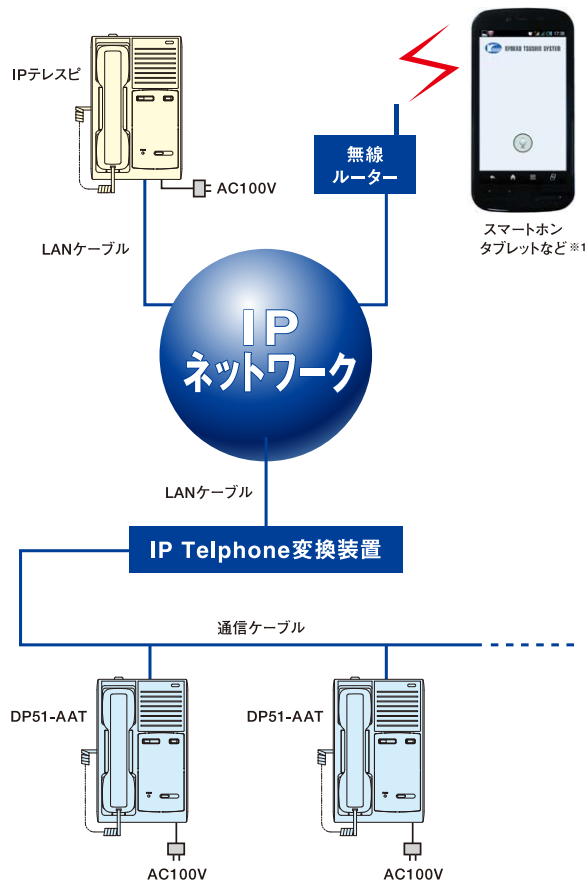 IPテレスピ
AC100V
LANケーブル
無線
ルーター
17:38
スマートホン
タブレットなど※1
IP
ネットワーク
LANケーブル
IP Telphone変換装置
通信ケーブル
DP51-AAT
DP51-AAT
AC100V
AC100V